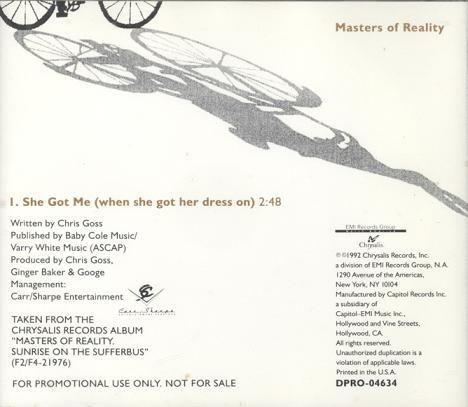 Masters of Reality
1. She Got Me (when she got her dress on) 2:48
Written by Chris Goss
Published by Baby Cole Music/
Varry White Music (ASCAP)
Produced by Chris Goss,
Ginger Baker & Googe
Management:
Carr/Sharpe Entertainment
Carr Sharpe
TAKEN FROM THE
CHRYSALIS RECORDS ALBUM
"MASTERS OF REALITY.
SUNRISE ON THE SUFFERBUS"
(F2/F4-21976)
FOR PROMOTIONAL USE ONLY. NOT FOR SALE
EMI Records Group
Chrysalis.
℗©1992 Chrysalis Records, Inc.
a division of EMI Records Group, N.A.
1290 Avenue of the Americas,
New York, NY 10104
Manufactured by Capitol Records Inc.
a subsidiary of
Capitol-EMI Music Inc.,
Hollywood and Vine Streets,
Hollywood, CA.
All rights reserved.
Unauthorized duplication is a
violation of applicable laws.
Printed in the U.S.A.
DPRO-04634